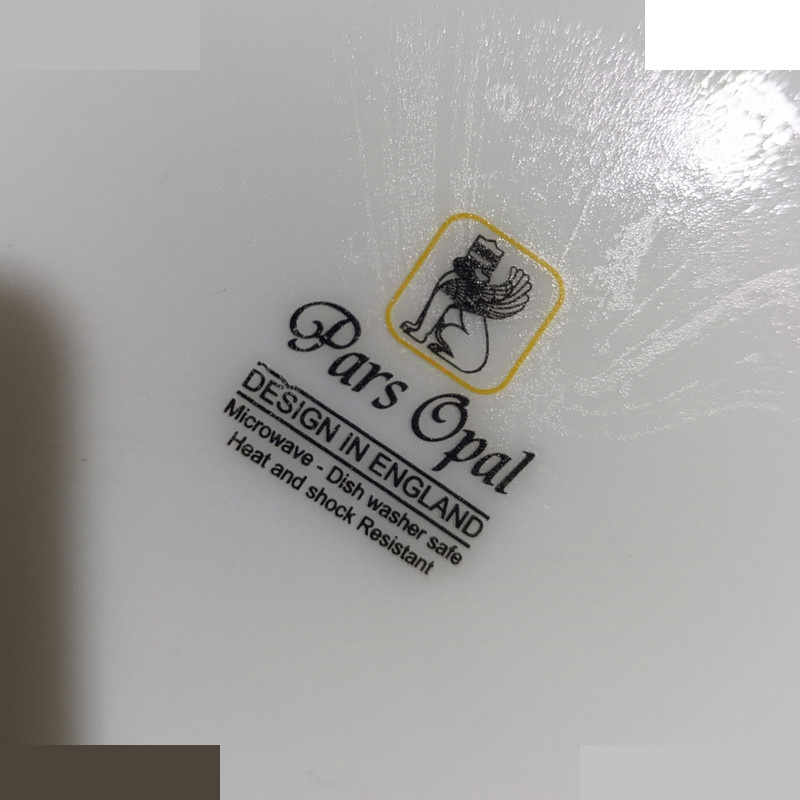 Pars Opal
DESIGN IN ENGLAND
Microwave - Dish washer safe
Heat and shock Resistant